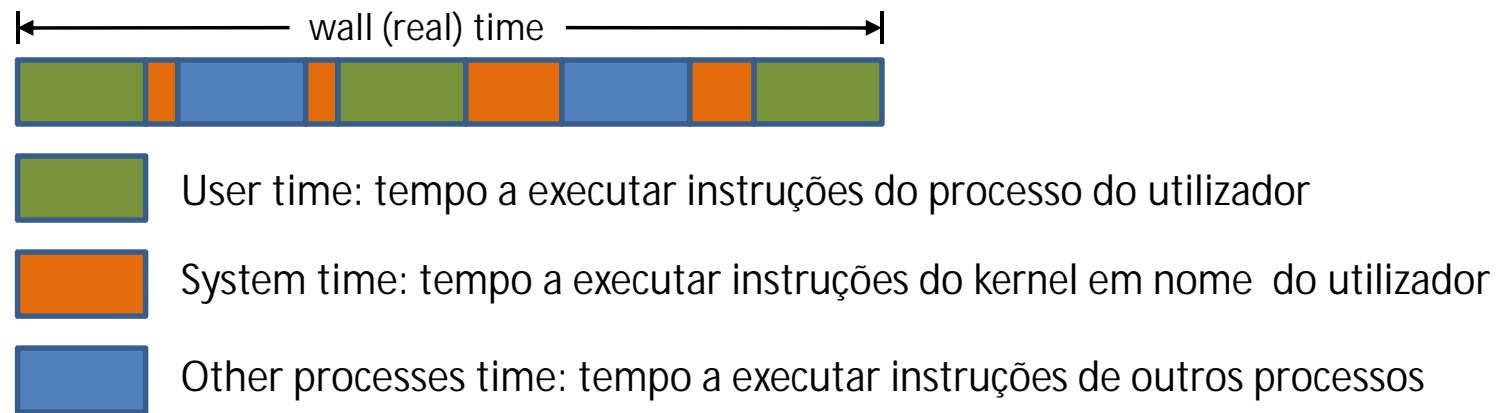 wall (real) time
User time: tempo a executar instruções do processo do utilizador
System time: tempo a executar instruções do kernel em nome do utilizador
Other processes time: tempo a executar instruções de outros processos